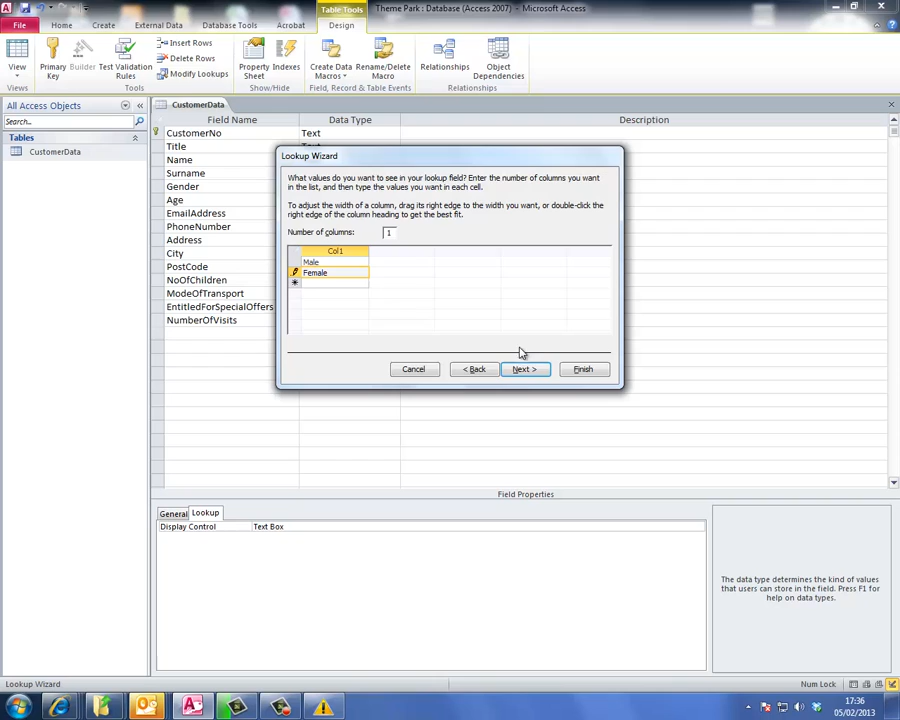 Table Tools
Theme Park : Database (Access 2007) - Microsoft Access
File
Home
Create
External Data
Database Tools
Acrobat
Design
View
Primary
Key
Builder
Test Validation
Rules
Insert Rows
Delete Rows
Modify Lookups
Property
Sheet
Indexes
Create Data
Macros
Rename/Delete
Macro
Relationships
Object
Dependencies
Views
Tools
Show/Hide
Field, Record & Table Events
Relationships
All Access Objects
Search...
Tables
CustomerData
CustomerData
Field Name
Data Type
Description
CustomerNo
Text
Title
Name
Surname
Gender
Age
EmailAddress
PhoneNumber
Address
City
PostCode
NoOfChildren
ModeOfTransport
EntitledForSpecialOffers
NumberOfVisits
Lookup Wizard
What values do you want to see in your lookup field? Enter the number of columns you want
in the list, and then type the values you want in each cell.
To adjust the width of a column, drag its right edge to the width you want, or double-click the
right edge of the column heading to get the best fit.
Number of columns:
1
Col1
Male
Female
Cancel
< Back
Next >
Finish
Field Properties
General
Lookup
Display Control
Text Box
The data type determines the kind of values
that users can store in the field. Press F1 for
help on data types.
Lookup Wizard
Num Lock
17:36
05/02/2013